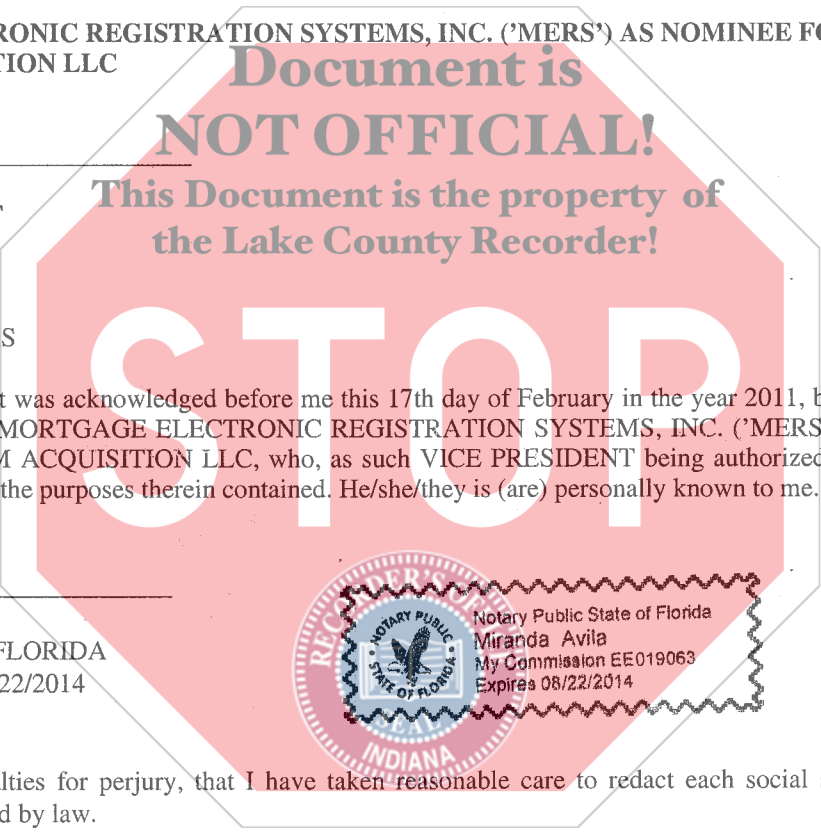 RONIC REGISTRATION SYSTEMS, INC. ('MERS') AS NOMINEE FO
TION LLC
Document is
NOT OFFICIAL!
This Document is the property of
the Lake County Recorder!
STOP
S
t was acknowledged before me this 17th day of February in the year 2011, b
MORTGAGE ELECTRONIC REGISTRATION SYSTEMS, INC. ('MERS
M ACQUISITION LLC, who, as such VICE PRESIDENT being authorized
the purposes therein contained. He/she/they is (are) personally known to me.
RECORDER'S OFFICE
SEAL
INDIANA
NOTARY PUBLIC
STATE OF FLORIDA
Notary Public State of Florida
Miranda Avila
My Commission EE019063
Expires 08/22/2014
FLORIDA
22/2014
lties for perjury, that I have taken reasonable care to redact each social
d by law.